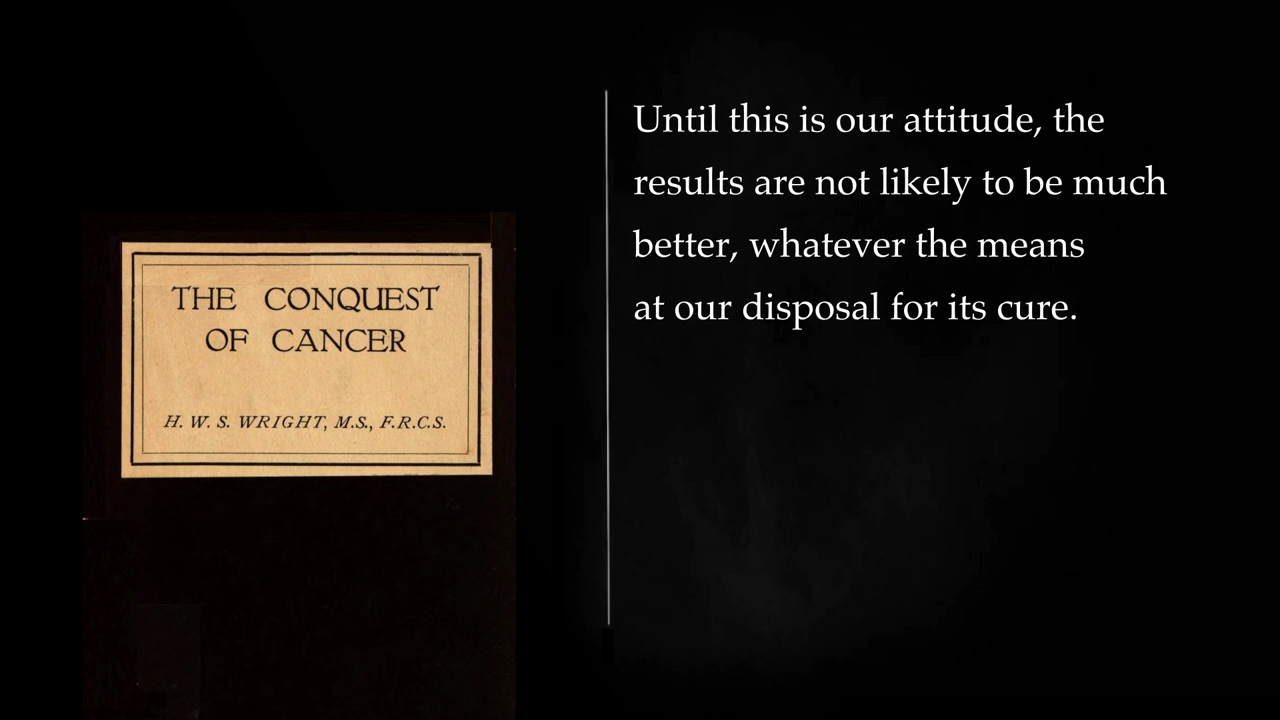 THE CONQUEST
OF CANCER
H. W. S. WRIGHT, M.S., F.R.C.S.
Until this is our attitude, the
results are not likely to be much
better, whatever the means
at our disposal for its cure.